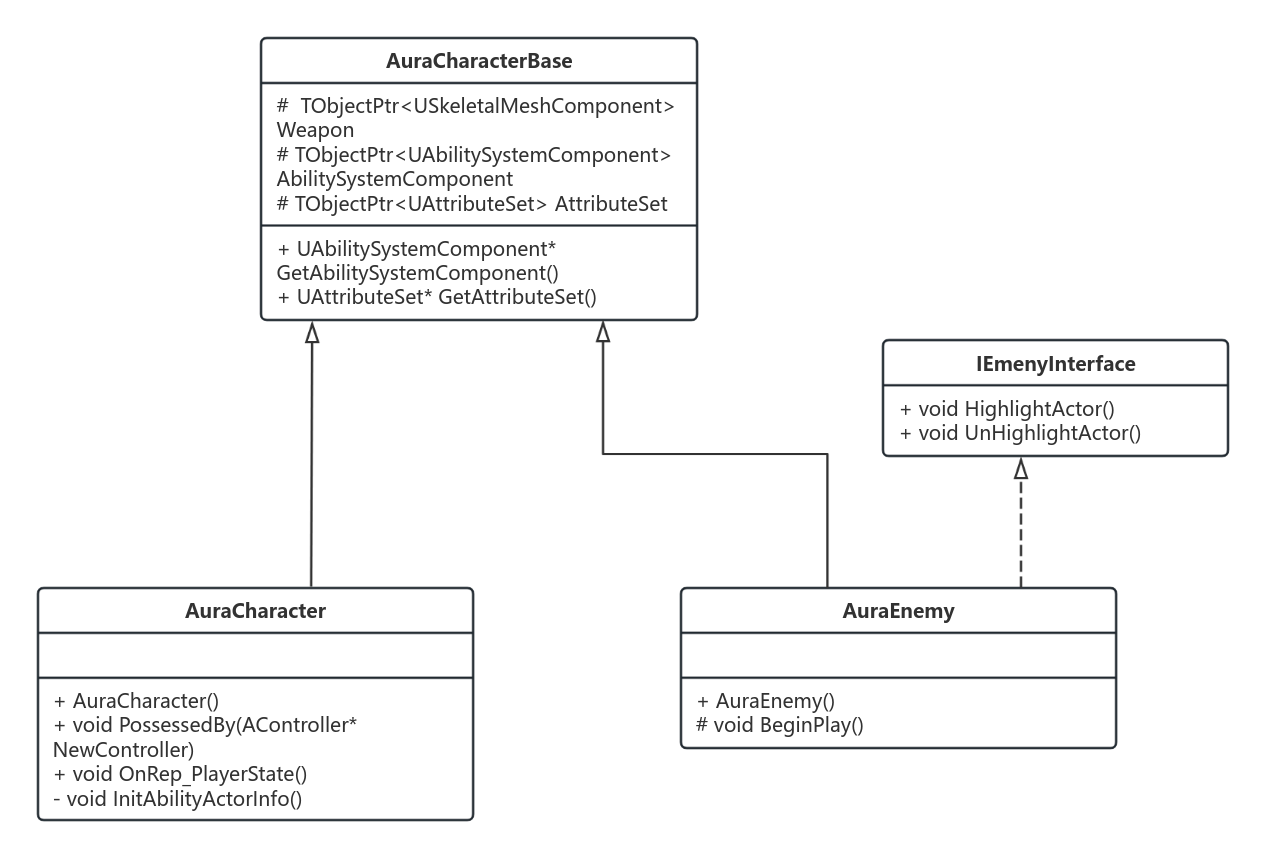 AuraCharacterBase
# TObjectPtr<USkeletalMeshComponent>
Weapon
# TObjectPtr<UAbilitySystemComponent>
AbilitySystemComponent
# TObjectPtr<UAttributeSet> AttributeSet
+ UAbilitySystemComponent*
GetAbilitySystemComponent()
+ UAttributeSet* GetAttributeSet()
IEmenyInterface
+ void HighlightActor()
+ void UnHighlightActor()
AuraCharacter
+ AuraCharacter()
+ void PossessedBy(AController*
NewController)
+ void OnRep_PlayerState()
- void InitAbilityActorInfo()
AuraEnemy
+ AuraEnemy()
# void BeginPlay()